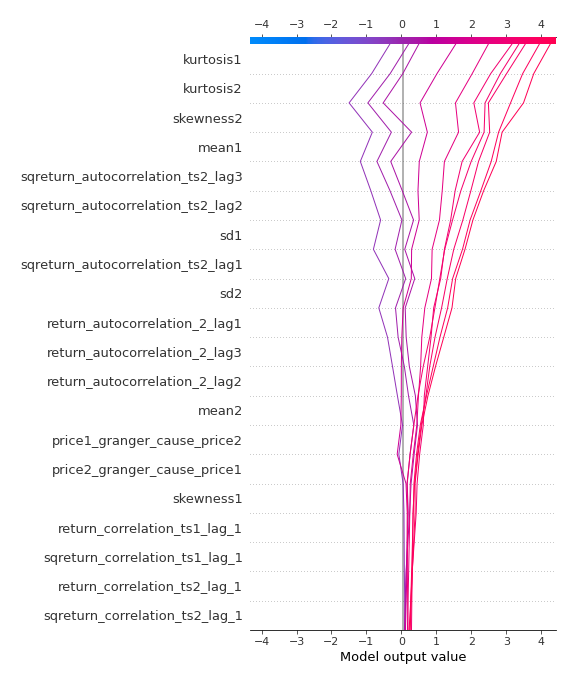 −4 −3 −2 −1 0 1 2 3 4
kurtosis1
kurtosis2
skewness2
mean1
sqreturn_autocorrelation_ts2_lag3
sqreturn_autocorrelation_ts2_lag2
sd1
sqreturn_autocorrelation_ts2_lag1
sd2
return_autocorrelation_2_lag1
return_autocorrelation_2_lag3
return_autocorrelation_2_lag2
mean2
price1_granger_cause_price2
price2_granger_cause_price1
skewness1
return_correlation_ts1_lag_1
sqreturn_correlation_ts1_lag_1
return_correlation_ts2_lag_1
sqreturn_correlation_ts2_lag_1
−4 −3 −2 −1 0 1 2 3 4
Model output value